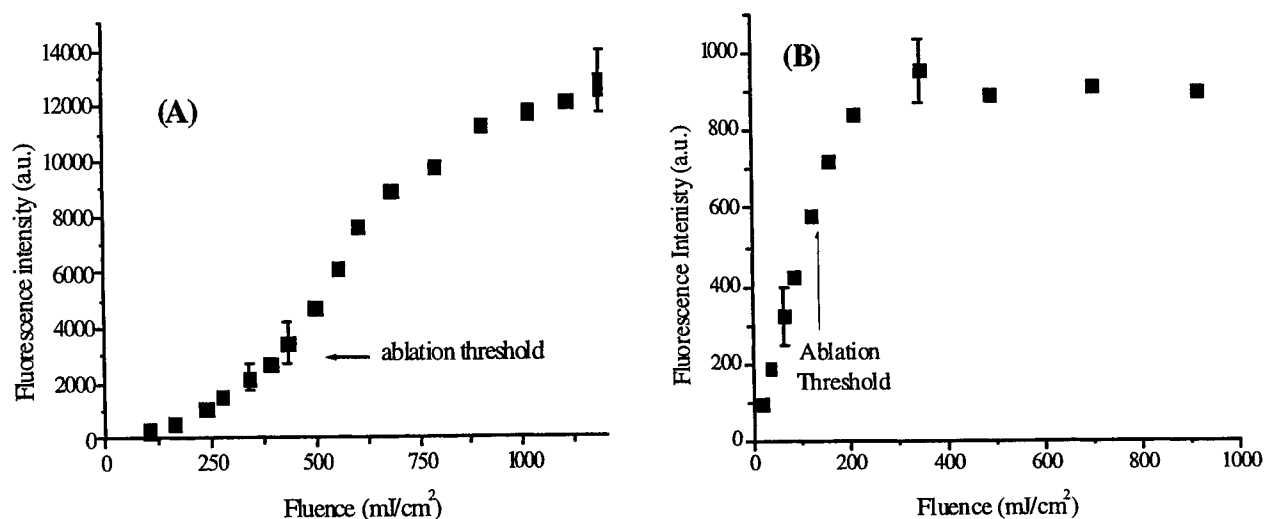 (A)
Fluorescence intensity (a.u.)
14000
12000
10000
8000
6000
4000
2000
0
ablation threshold
0 250 500 750 1000
Fluence (mJ/cm²)
(B)
Fluorescence Intenisty (a.u.)
1000
800
600
400
200
0
Ablation
Threshold
0 200 400 600 800 1000
Fluence (mJ/cm²)